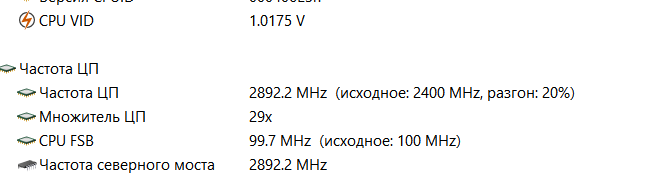 CPU VID 1.0175 V
Частота ЦП
Частота ЦП 2892.2 MHz (исходное: 2400 MHz, разгон: 20%)
Множитель ЦП 29x
CPU FSB 99.7 MHz (исходное: 100 MHz)
Частота северного моста 2892.2 MHz